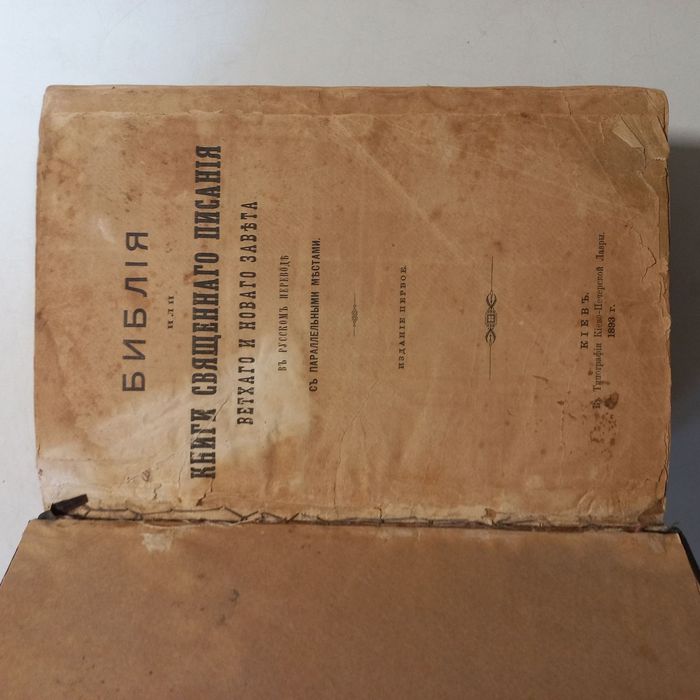 БИБЛІЯ
ИЛИ
КНИГИ СВЯЩЕННАГО ПИСАНІЯ
ВЕТХАГО И НОВАГО ЗАВѢТА
ВЪ РУССКОМЪ ПЕРЕВОДѢ
СЪ ПАРАЛЛЕЛЬНЫМИ МѢСТАМИ.
ИЗДАНІЕ ПЕРВОЕ.
КІЕВЪ.
Въ Типографіи Кіево-Печерской Лавры.
1893 г.